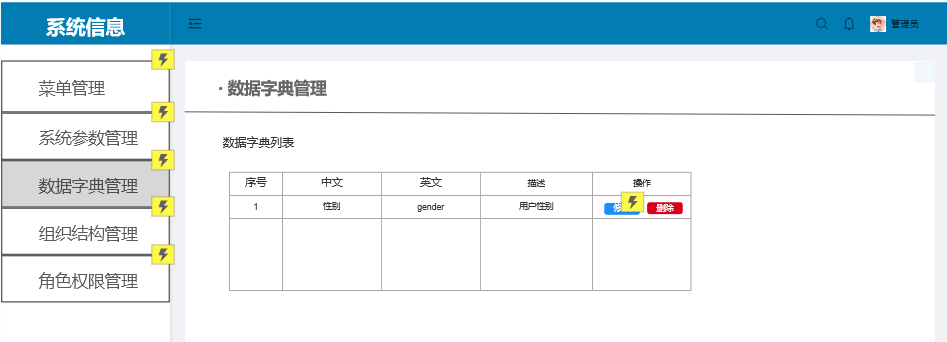 系统信息
管理员
菜单管理
系统参数管理
数据字典管理
组织结构管理
角色权限管理
· 数据字典管理
数据字典列表
序号 中文 英文 描述 操作
1 性别 gender 用户性别 删除